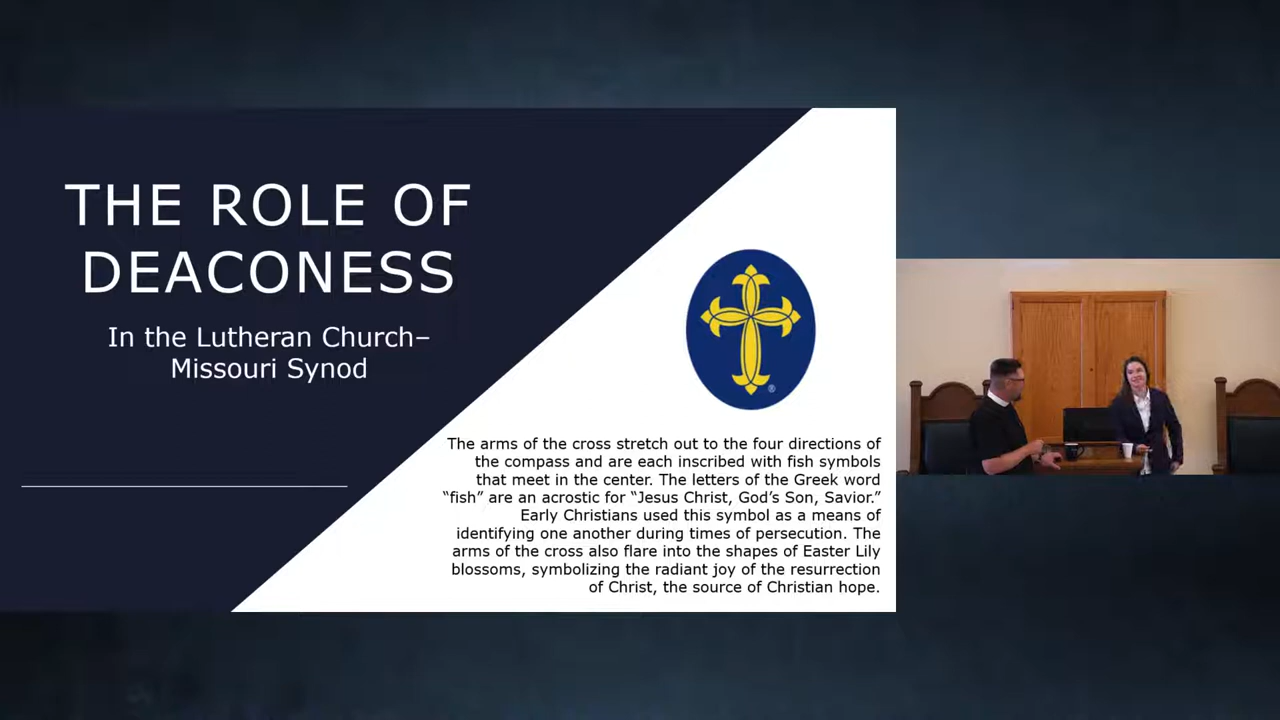 THE ROLE OF
DEACONESS
In the Lutheran Church–
Missouri Synod
®
The arms of the cross stretch out to the four directions of
the compass and are each inscribed with fish symbols
that meet in the center. The letters of the Greek word
“fish” are an acrostic for “Jesus Christ, God’s Son, Savior.”
Early Christians used this symbol as a means of
identifying one another during times of persecution. The
arms of the cross also flare into the shapes of Easter Lily
blossoms, symbolizing the radiant joy of the resurrection
of Christ, the source of Christian hope.